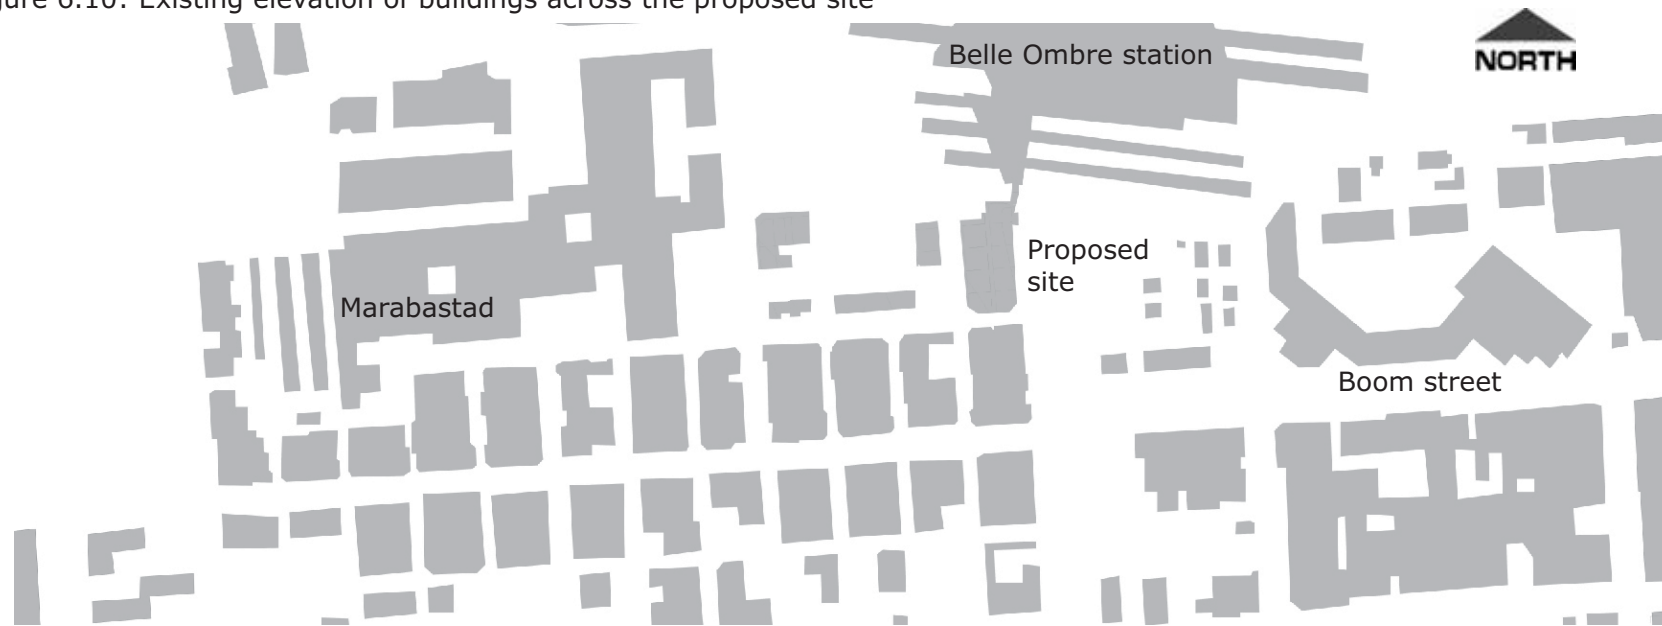 gure 6.10: Existing elevation of buildings across the proposed site
NORTH
Belle Ombre station
Proposed
site
Marabastad
Boom street